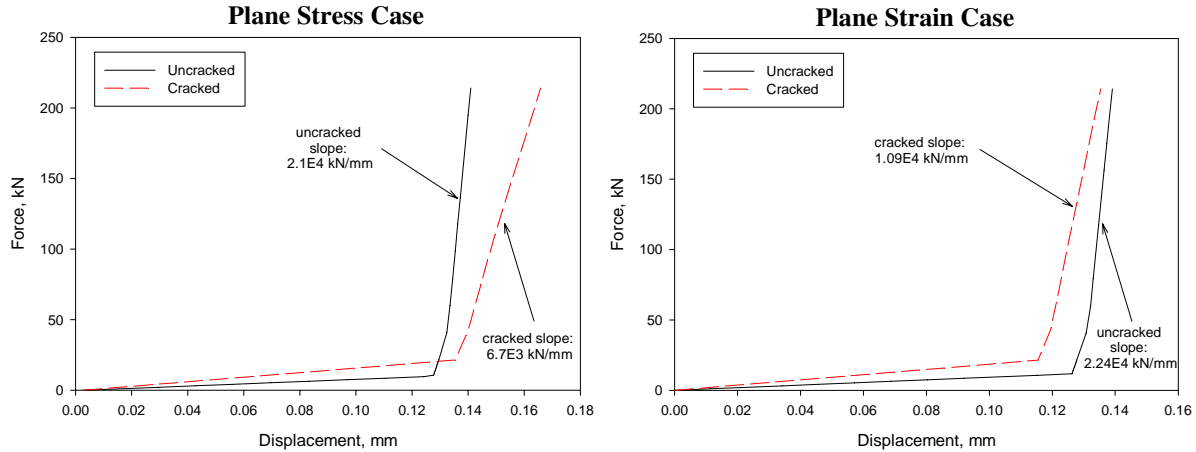 Plane Stress Case
250
200
150
100
50
0
Force, kN
Uncracked
Cracked
uncracked
slope:
2.1E4 kN/mm
cracked slope:
6.7E3 kN/mm
0.00 0.02 0.04 0.06 0.08 0.10 0.12 0.14 0.16 0.18
Displacement, mm
Plane Strain Case
250
200
150
100
50
0
Force, kN
Uncracked
Cracked
cracked slope:
1.09E4 kN/mm
uncracked
slope:
2.24E4 kN/mm
0.00 0.02 0.04 0.06 0.08 0.10 0.12 0.14 0.16
Displacement, mm